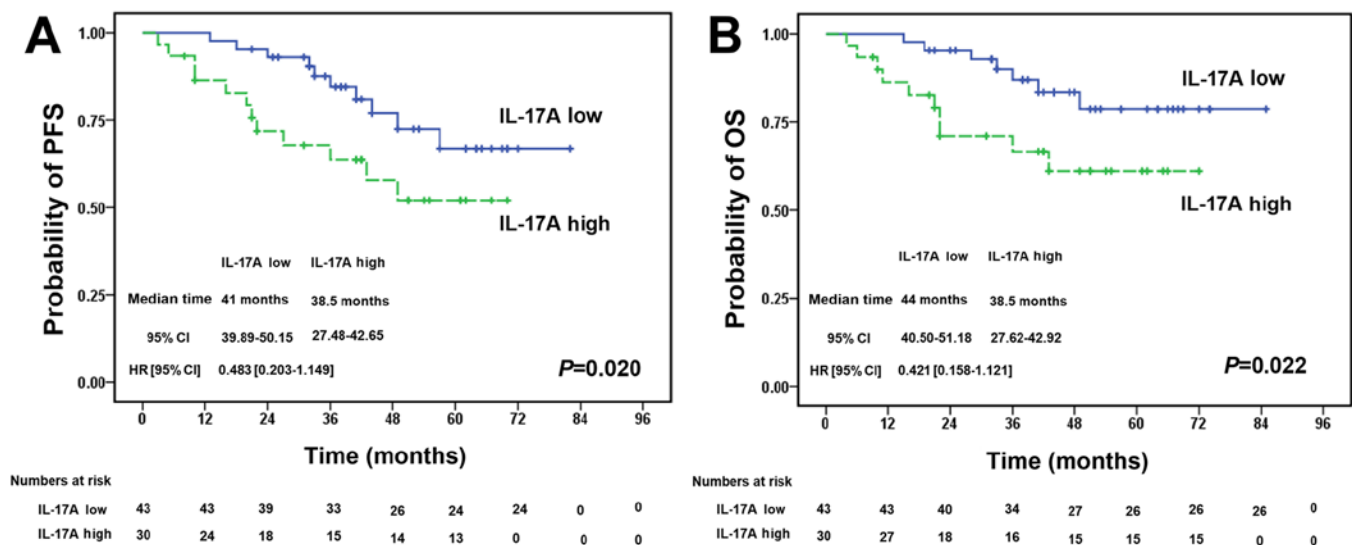 A
Probability of PFS
1.00
0.75
0.50
0.25
0.00
IL-17A low
IL-17A high
IL-17A low IL-17A high
Median time 41 months 38.5 months
95% CI 39.89-50.15 27.48-42.65
HR [95% CI] 0.483 [0.203-1.149]
P=0.020
0 12 24 36 48 60 72 84 96
Time (months)
Numbers at risk
IL-17A low 43 43 39 33 26 24 24 0 0
IL-17A high 30 24 18 15 14 13 0 0 0
B
Probability of OS
1.00
0.75
0.50
0.25
0.00
IL-17A low
IL-17A high
IL-17A low IL-17A high
Median time 44 months 38.5 months
95% CI 40.50-51.18 27.62-42.92
HR [95% CI] 0.421 [0.158-1.121]
P=0.022
0 12 24 36 48 60 72 84 96
Time (months)
Numbers at risk
IL-17A low 43 43 40 34 27 26 26 26 0
IL-17A high 30 27 18 16 15 15 15 0 0